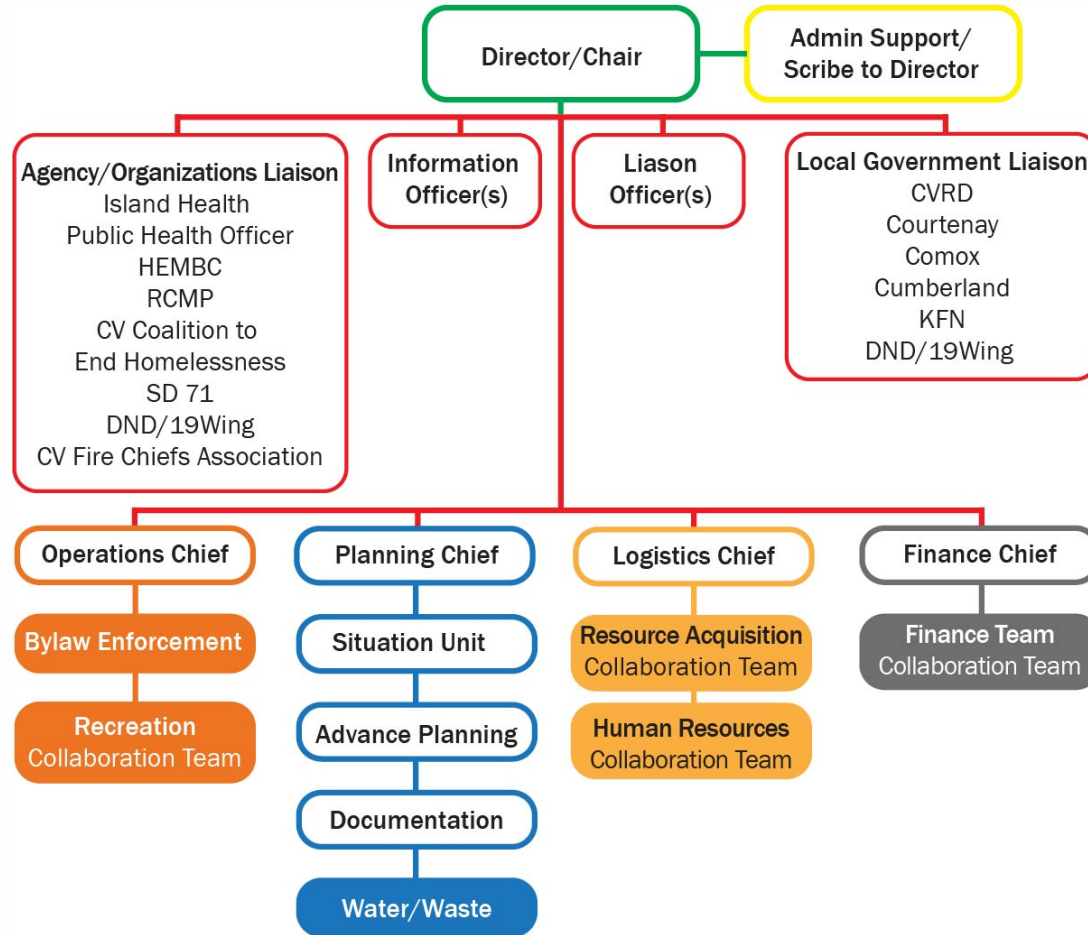 Director/Chair
Admin Support/
Scribe to Director
Agency/Organizations Liaison
Island Health
Public Health Officer
HEMBC
RCMP
CV Coalition to
End Homelessness
SD 71
DND/19Wing
CV Fire Chiefs Association
Information
Officer(s)
Liason
Officer(s)
Local Government Liaison
CVRD
Courtenay
Comox
Cumberland
KFN
DND/19Wing
Operations Chief
Bylaw Enforcement
Recreation
Collaboration Team
Planning Chief
Situation Unit
Advance Planning
Documentation
Water/Waste
Logistics Chief
Resource Acquisition
Collaboration Team
Human Resources
Collaboration Team
Finance Chief
Finance Team
Collaboration Team